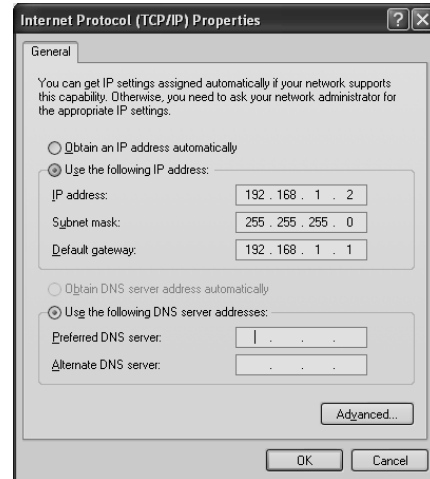 Internet Protocol (TCP/IP) Properties
General
You can get IP settings assigned automatically if your network supports
this capability. Otherwise, you need to ask your network administrator for
the appropriate IP settings.
Obtain an IP address automatically
Use the following IP address:
IP address: 192 . 168 . 1 . 2
Subnet mask: 255 . 255 . 255 . 0
Default gateway: 192 . 168 . 1 . 1
Obtain DNS server address automatically
Use the following DNS server addresses:
Preferred DNS server: . . .
Alternate DNS server: . . .
Advanced...
OK Cancel